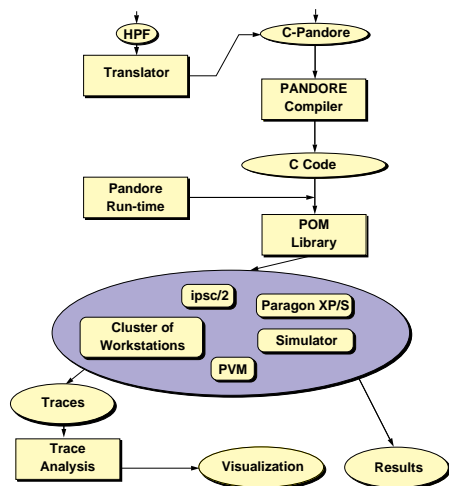 HPF
C-Pandore
Translator
PANDORE
Compiler
C Code
Pandore
Run-time
POM
Library
ipsc/2
Paragon XP/S
Cluster of
Workstations
Simulator
PVM
Traces
Trace
Analysis
Visualization
Results